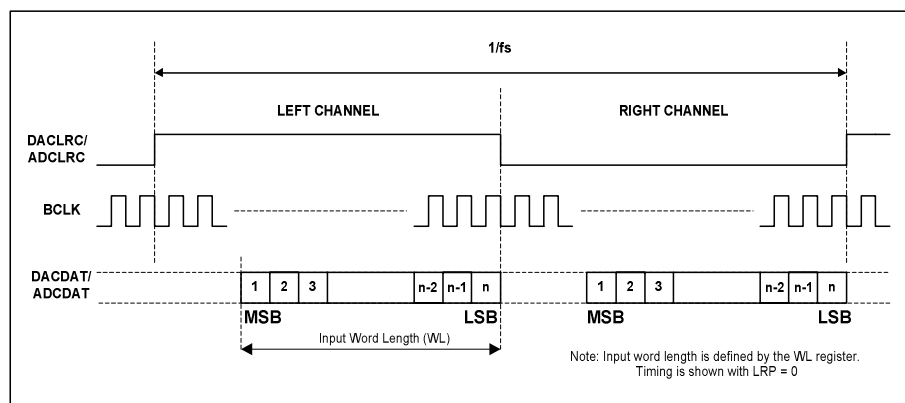 1/fs
LEFT CHANNEL
RIGHT CHANNEL
DACLRC/
ADCLRC
BCLK
DACDAT/
ADCDAT
1 2 3 n-2 n-1 n
1 2 3 n-2 n-1 n
MSB LSB
MSB LSB
Input Word Length (WL)
Note: Input word length is defined by the WL register.
Timing is shown with LRP = 0